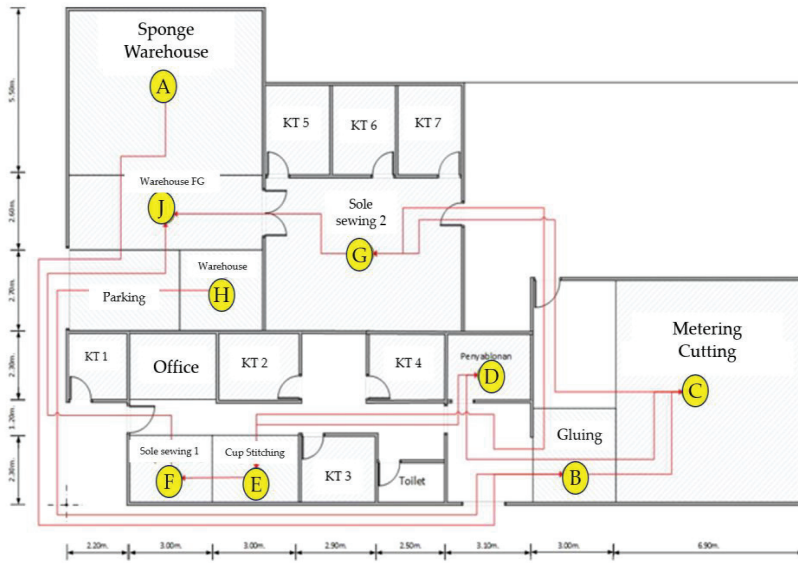 Sponge
Warehouse
A
5.50m.
KT 5
KT 6
KT 7
Warehouse FG
J
2.60m.
Sole
sewing 2
G
Warehouse
H
Parking
2.70m.
Metering
Cutting
KT 1
Office
KT 2
KT 4
Penyablonan
D
C
2.30m.
1.20m.
Gluing
B
Sole sewing 1
Cup Stitching
F
E
KT 3
Toilet
2.30m.
2.20m.
3.00m.
3.00m.
2.90m.
2.50m.
3.10m.
3.00m.
6.90m.